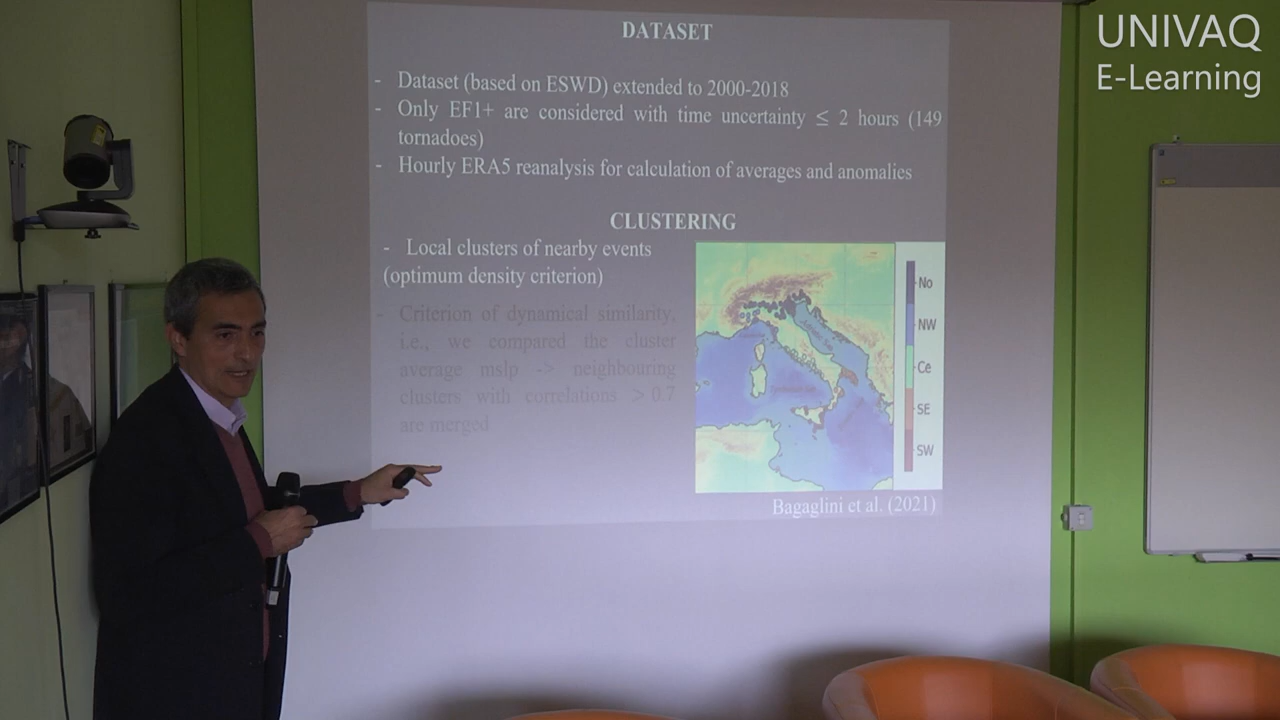 UNIVAQ
E-Learning
DATASET
- Dataset (based on ESWD) extended to 2000-2018
- Only EF1+ are considered with time uncertainty ≤ 2 hours (149
tornadoes)
- Hourly ERA5 reanalysis for calculation of averages and anomalies
CLUSTERING
- Local clusters of nearby events
(optimum density criterion)
- Criterion of dynamical similarity,
i.e., we compared the cluster
average mslp -> neighbouring
clusters with correlations > 0.7
are merged
No
NW
Ce
SE
SW
Bagaglini et al. (2021)